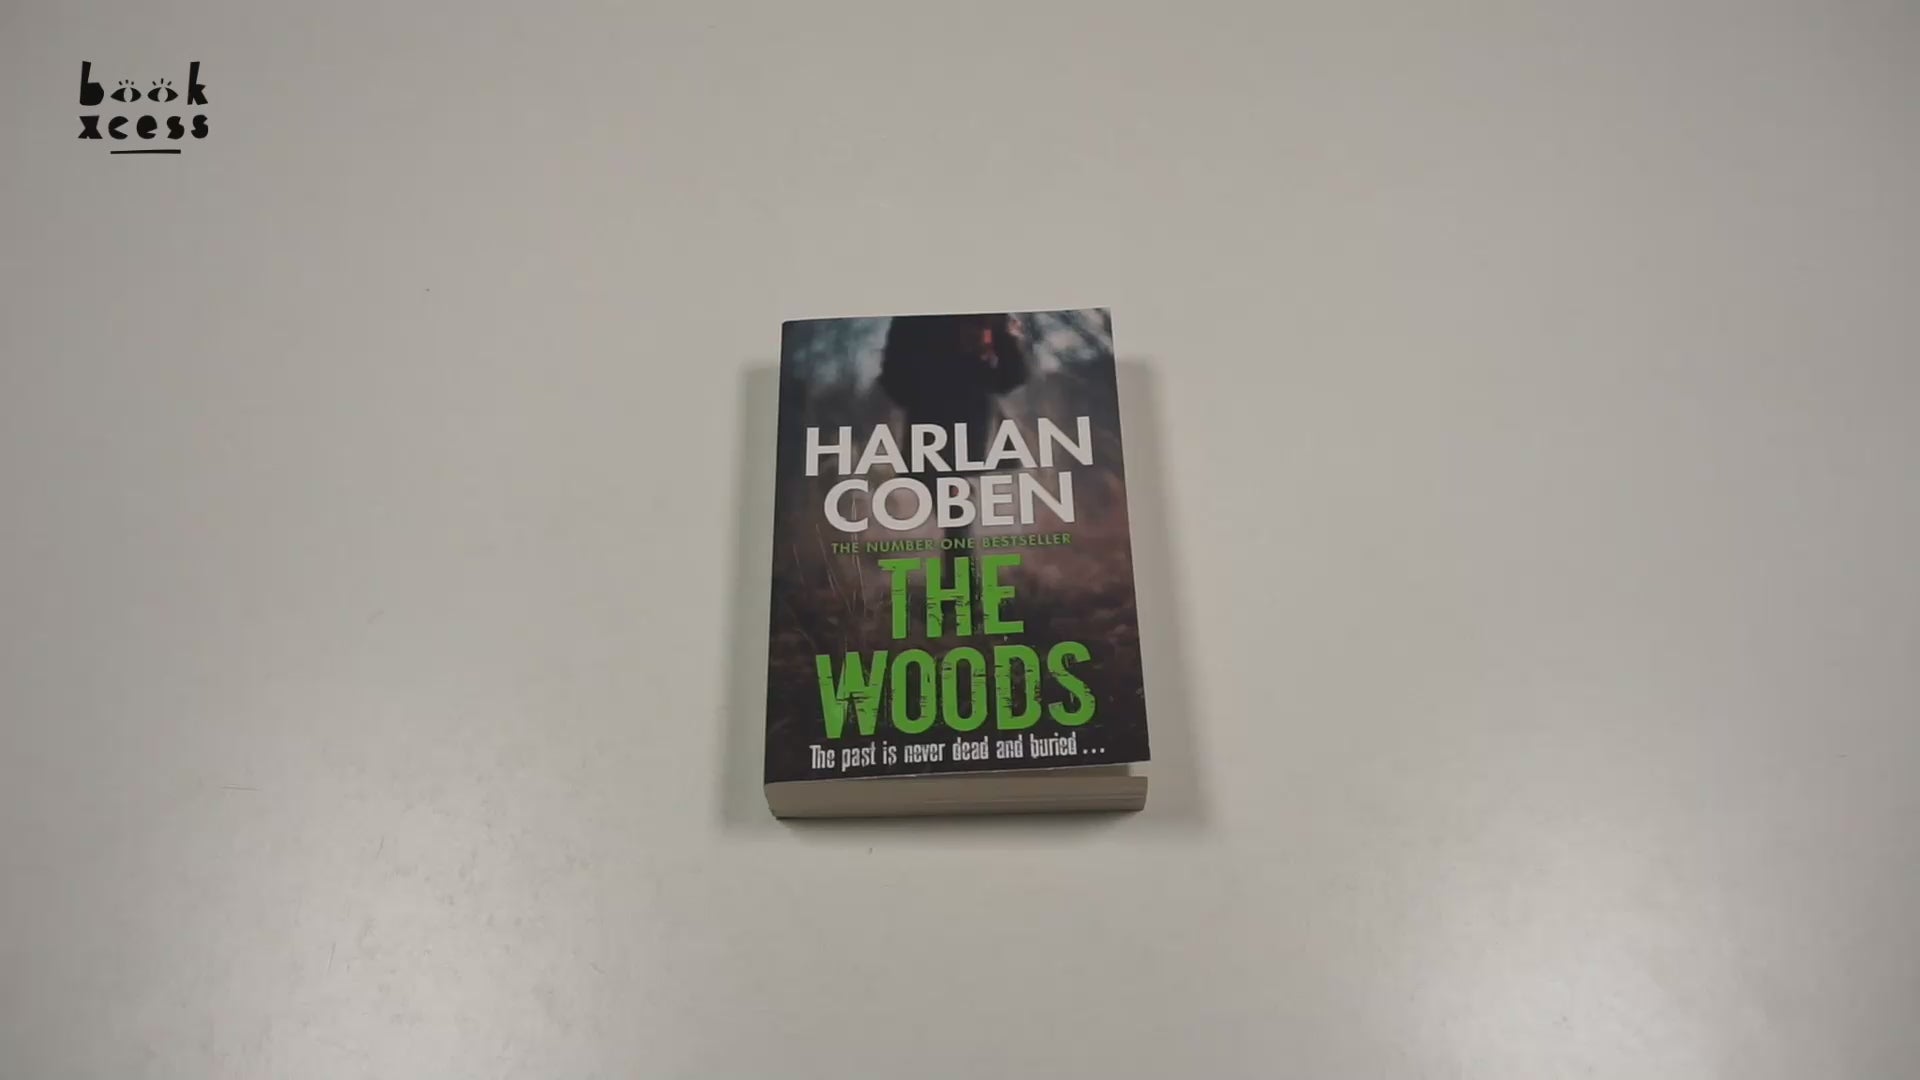 book
xcess
HARLAN
COBEN
THE NUMBER ONE BESTSELLER
THE
WOODS
The past is never dead and buried...